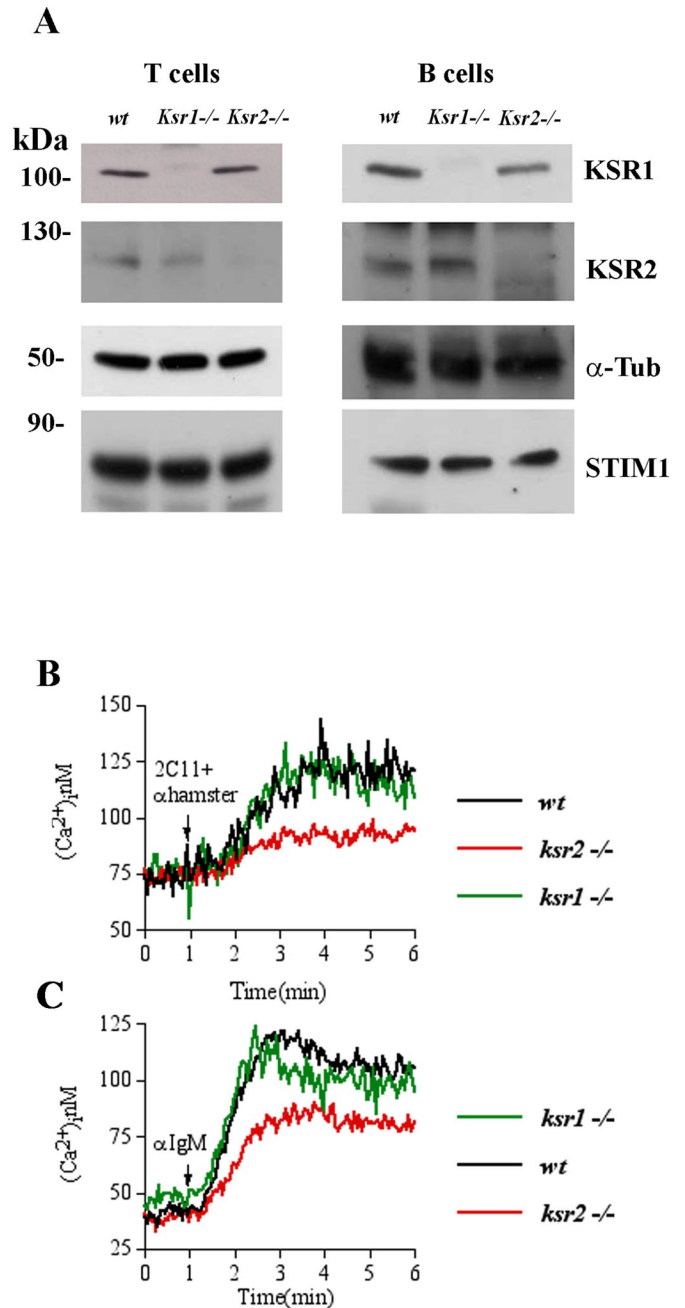 A
T cells B cells
wt Ksr1-/- Ksr2-/- wt Ksr1-/- Ksr2-/-
kDa
100- KSR1
130-
KSR2
50- α-Tub
90-
STIM1
B
150
125
100
75
50
(Ca²⁺)ᵢnM
2C11+
αhamster
0 1 2 3 4 5 6
Time(min)
wt
ksr2 -/-
ksr1 -/-
C
125
100
75
50
25
(Ca²⁺)ᵢnM
αIgM
0 1 2 3 4 5 6
Time(min)
ksr1 -/-
wt
ksr2 -/-